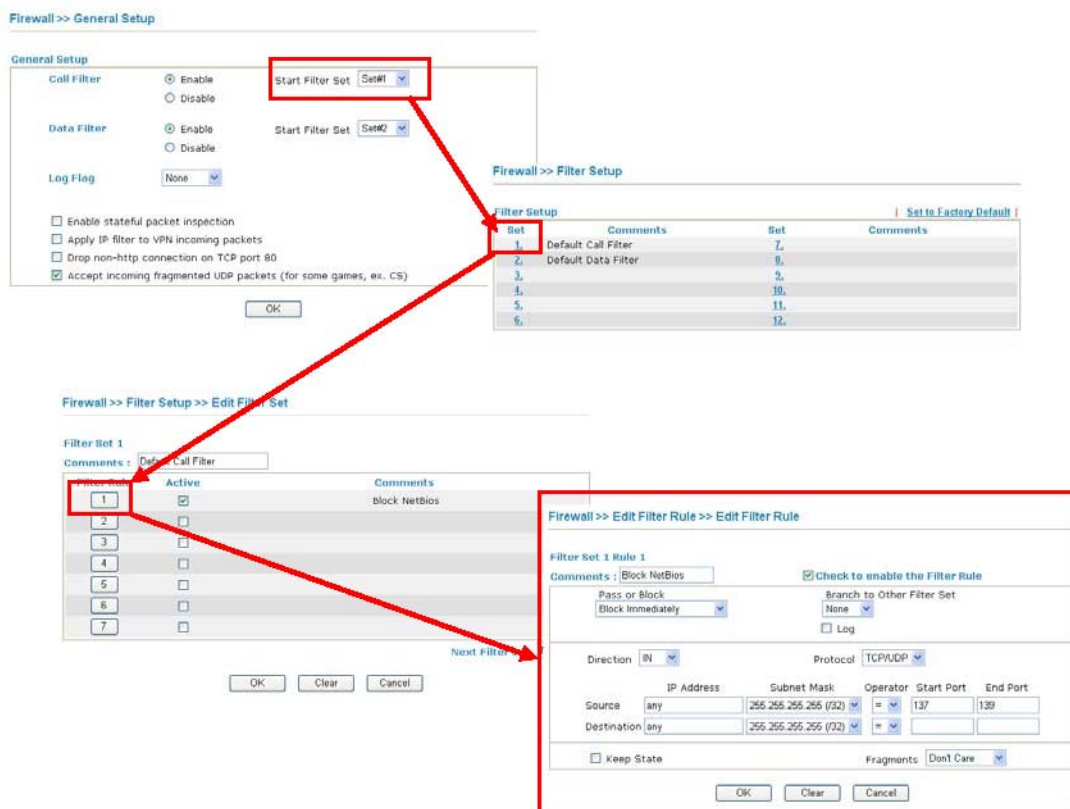 Firewall >> General Setup
General Setup
Call Filter Enable Start Filter Set Set#1
Disable
Data Filter Enable Start Filter Set Set#2
Disable
Log Flag None
Enable stateful packet inspection
Apply IP filter to VPN incoming packets
Drop non-http connection on TCP port 80
Accept incoming fragmented UDP packets (for some games, ex. CS)
OK
Firewall >> Filter Setup
Filter Setup | Set to Factory Default |
Set Comments Set Comments
1. Default Call Filter 7.
2. Default Data Filter 8.
3. 9.
4. 10.
5. 11.
6. 12.
Firewall >> Filter Setup >> Edit Filter Set
Filter Set 1
Comments : Default Call Filter
Filter Rule Active Comments
1 Block NetBios
2
3
4
5
6
7
Next Filter
OK Clear Cancel
Firewall >> Edit Filter Rule >> Edit Filter Rule
Filter Set 1 Rule 1
Comments : Block NetBios Check to enable the Filter Rule
Pass or Block Branch to Other Filter Set
Block Immediately None
Log
Direction IN Protocol TCP/UDP
IP Address Subnet Mask Operator Start Port End Port
Source any 255.255.255.255 (/32) = 137 139
Destination any 255.255.255.255 (/32) =
Keep State Fragments Don't Care
OK Clear Cancel